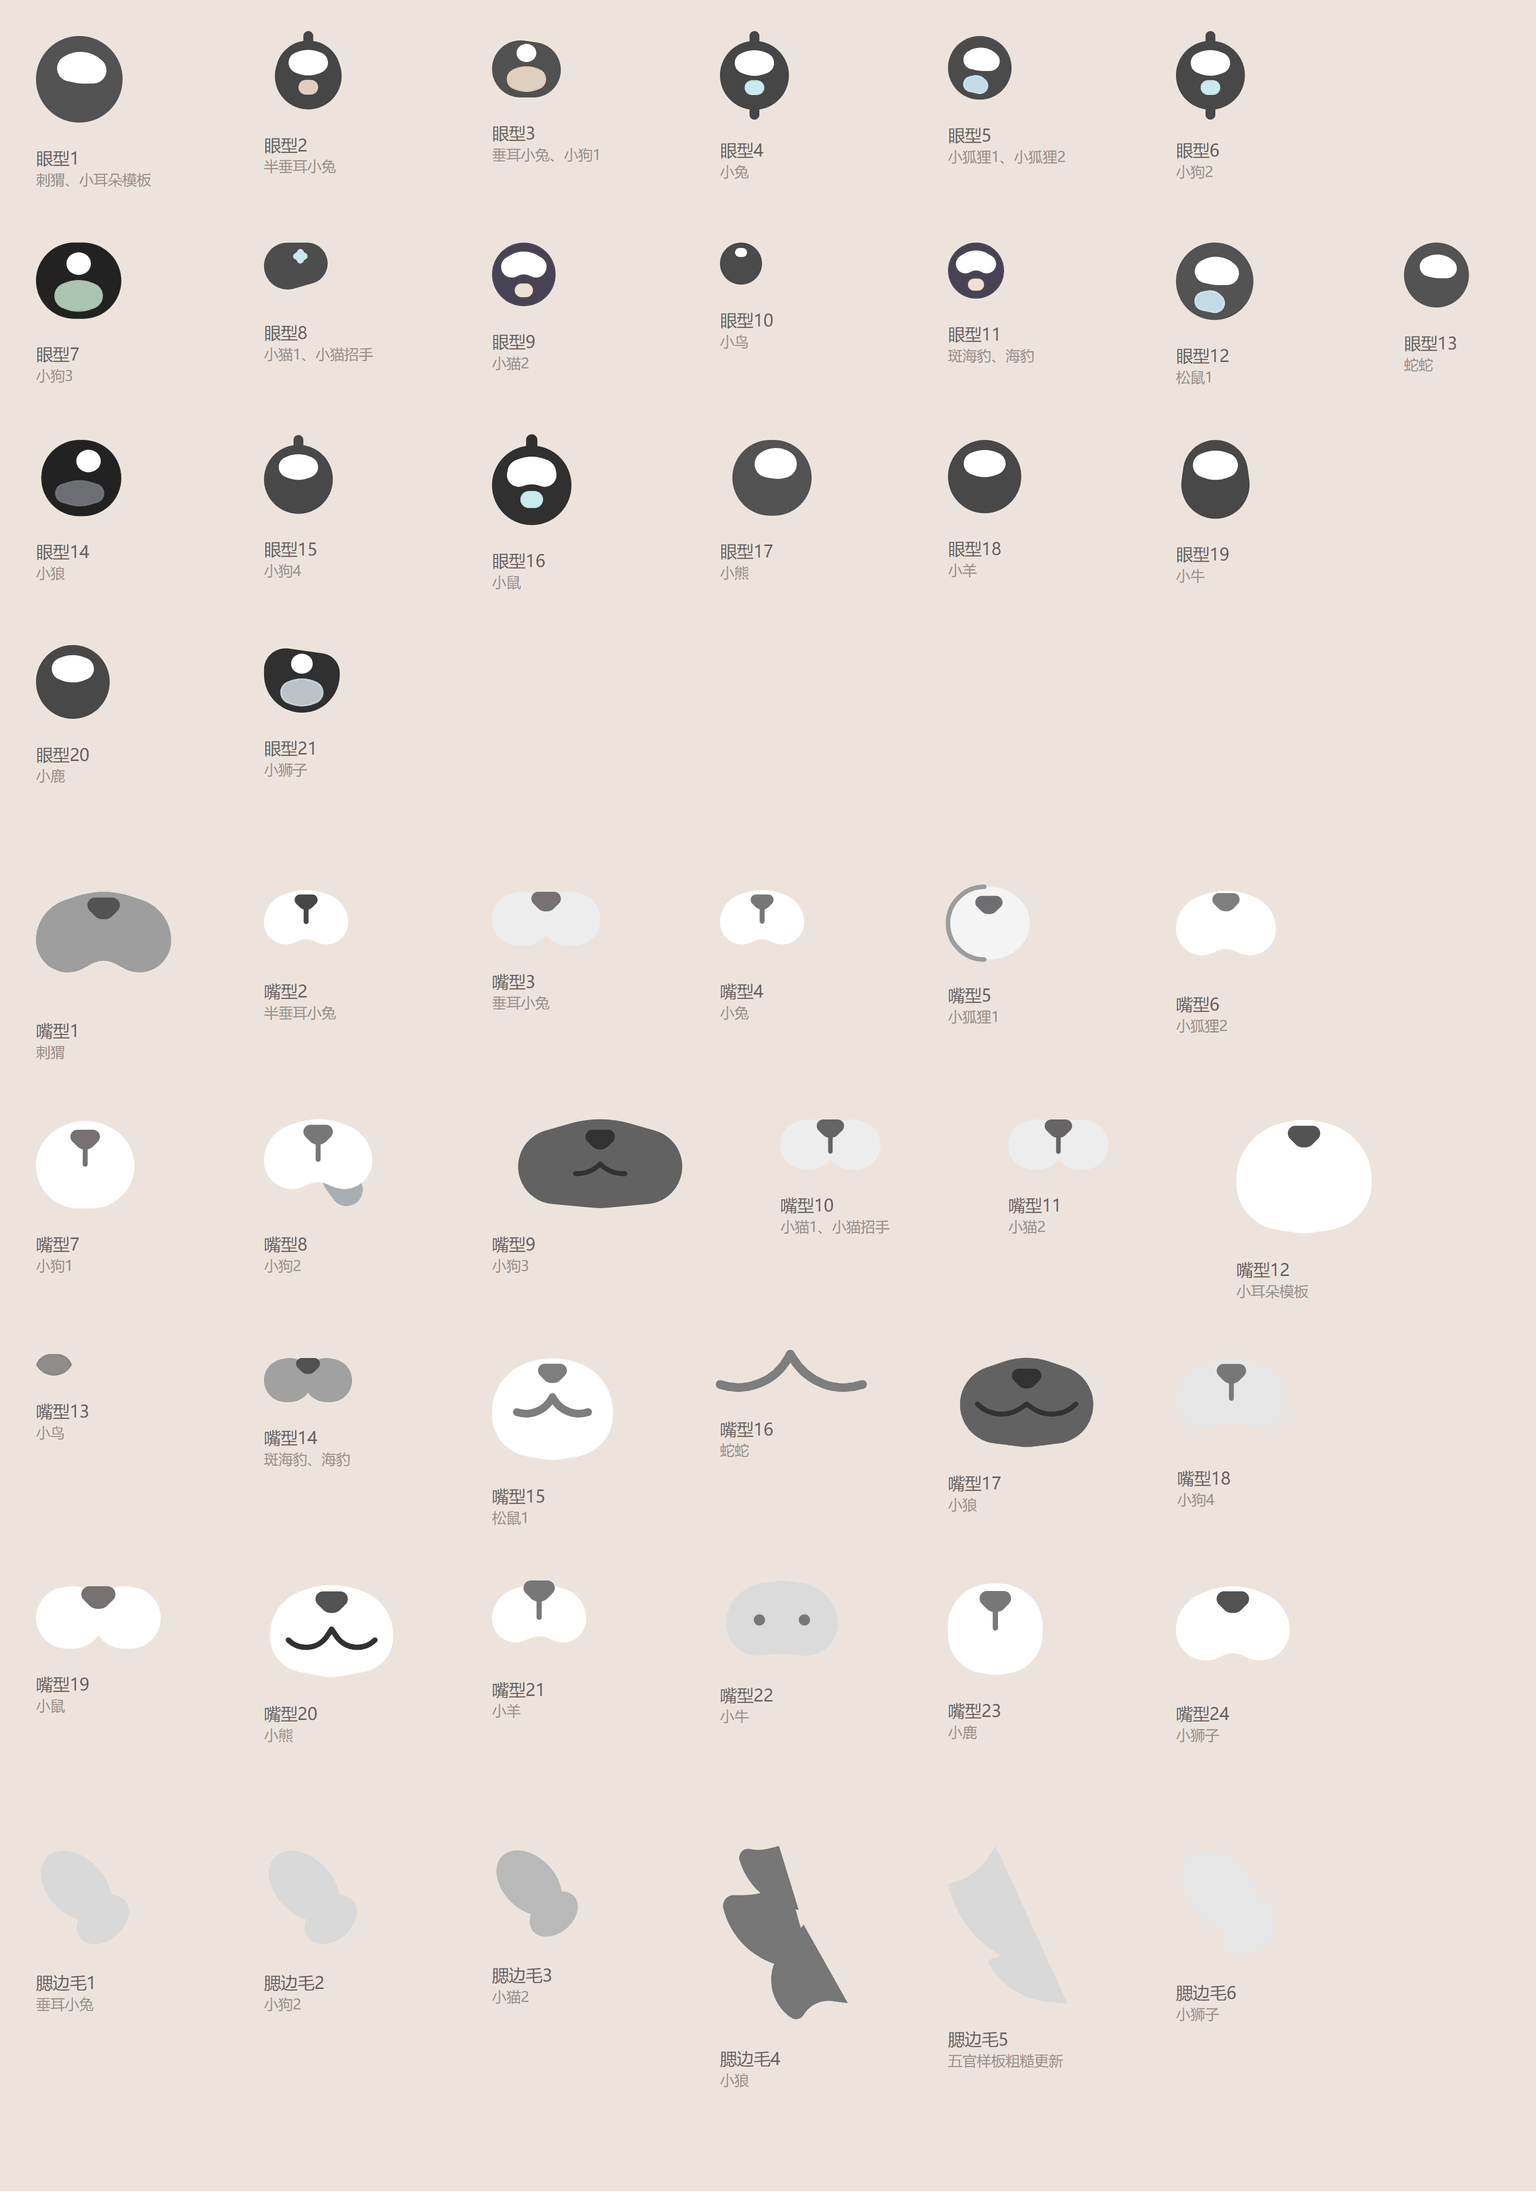 眼型1
刺猬、小耳朵模板
眼型2
半垂耳小兔
眼型3
垂耳小兔、小狗1
眼型4
小兔
眼型5
小狐狸1、小狐狸2
眼型6
小狗2
眼型7
小狗3
眼型8
小猫1、小猫招手
眼型9
小猫2
眼型10
小鸟
眼型11
斑海豹、海豹
眼型12
松鼠1
眼型13
蛇蛇
眼型14
小狼
眼型15
小狗4
眼型16
小鼠
眼型17
小熊
眼型18
小羊
眼型19
小牛
眼型20
小鹿
眼型21
小狮子
嘴型1
刺猬
嘴型2
半垂耳小兔
嘴型3
垂耳小兔
嘴型4
小兔
嘴型5
小狐狸1
嘴型6
小狐狸2
嘴型7
小狗1
嘴型8
小狗2
嘴型9
小狗3
嘴型10
小猫1、小猫招手
嘴型11
小猫2
嘴型12
小耳朵模板
嘴型13
小鸟
嘴型14
斑海豹、海豹
嘴型15
松鼠1
嘴型16
蛇蛇
嘴型17
小狼
嘴型18
小狗4
嘴型19
小鼠
嘴型20
小熊
嘴型21
小羊
嘴型22
小牛
嘴型23
小鹿
嘴型24
小狮子
腮边毛1
垂耳小兔
腮边毛2
小狗2
腮边毛3
小猫2
腮边毛4
小狼
腮边毛5
五官样板粗糙更新
腮边毛6
小狮子